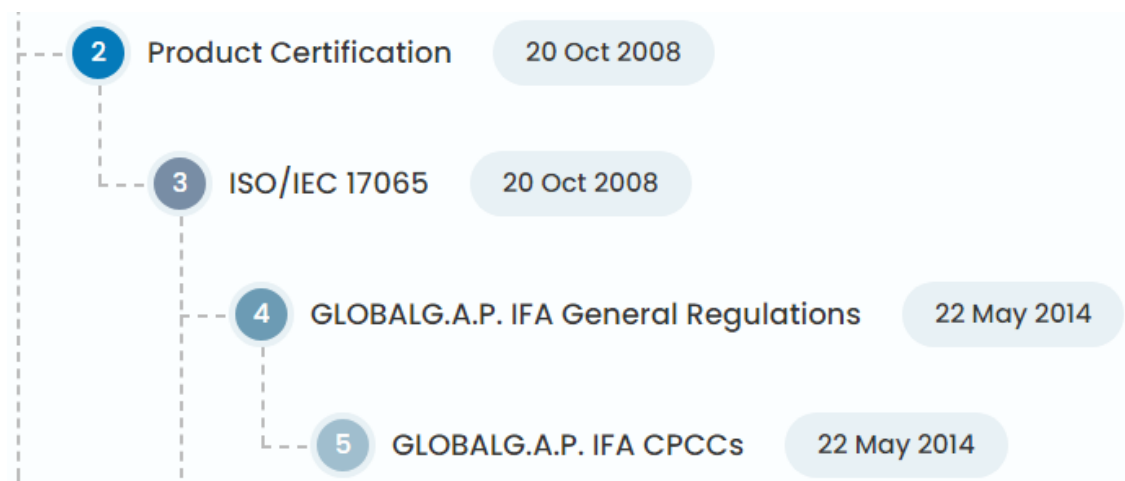 2 Product Certification 20 Oct 2008
3 ISO/IEC 17065 20 Oct 2008
4 GLOBALG.A.P. IFA General Regulations 22 May 2014
5 GLOBALG.A.P. IFA CPCCs 22 May 2014